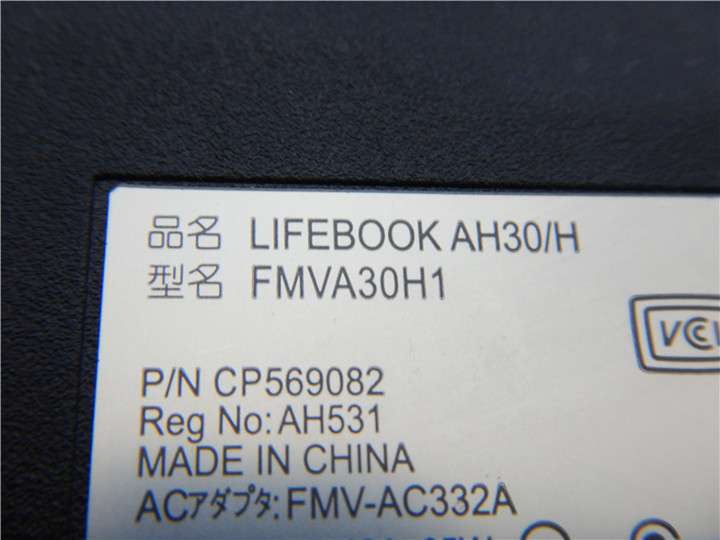 品名 LIFEBOOK AH30/H
型名 FMVA30H1
P/N CP569082
Reg No: AH531
MADE IN CHINA
ACアダプタ: FMV-AC332A